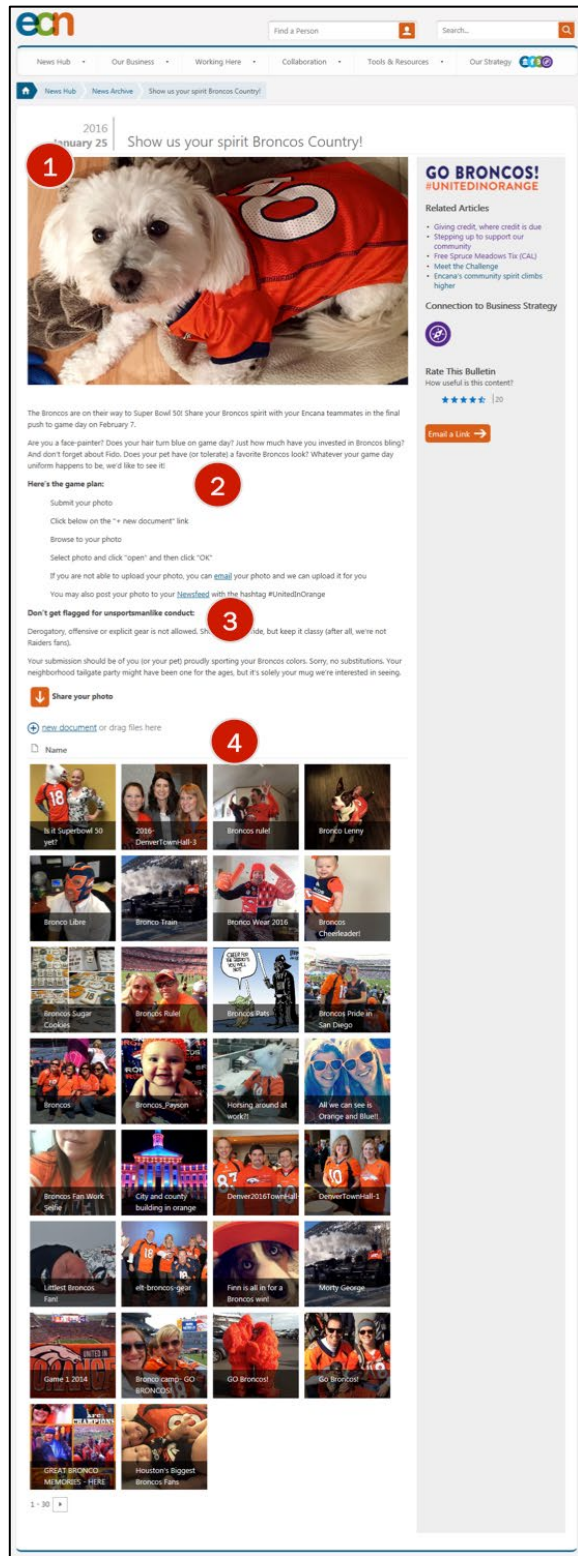 ecn
Find a Person
Search...
News Hub
Our Business
Working Here
Collaboration
Tools & Resources
Our Strategy
News Hub
News Archive
Show us your spirit Broncos Country!
2016
January 25
Show us your spirit Broncos Country!
1
GO BRONCOS!
#UNITEDINORANGE
Related Articles
Giving credit, where credit is due
Stepping up to support our
community
Free Spruce Meadows Tix (CAL)
Meet the Challenge
Encana's community spirit climbs
higher
Connection to Business Strategy
Rate This Bulletin
How useful is this content?
20
Email a Link
The Broncos are on their way to Super Bowl 50! Share your Broncos spirit with your Encana teammates in the final
push to game day on February 7.
Are you a face-painter? Does your hair turn blue on game day? Just how much have you invested in Broncos bling?
And don't forget about Fido. Does your pet have (or tolerate) a favorite Broncos look? Whatever your game day
uniform happens to be, we'd like to see it!
Here's the game plan:
2
Submit your photo
Click below on the "+ new document" link
Browse to your photo
Select photo and click "open" and then click "OK"
If you are not able to upload your photo, you can email your photo and we can upload it for you
You may also post your photo to your Newsfeed with the hashtag #UnitedInOrange
Don't get flagged for unsportsmanlike conduct:
3
Derogatory, offensive or explicit gear is not allowed. but keep it classy (after all, we're not
Raiders fans).
Your submission should be of you (or your pet) proudly sporting your Broncos colors. Sorry, no substitutions. Your
neighborhood tailgate party might have been one for the ages, but it's solely your mug we're interested in seeing.
Share your photo
new document or drag files here
4
Name
Is it Superbowl 50
yet?
2016-
DenverTownHall-3
Broncos rule!
Bronco Lenny
Bronco Libre
Bronco Train
Bronco Wear 2016
Broncos
Cheerleader!
Broncos Sugar
Cookies
Broncos Rule!
Broncos Pats
Broncos Pride in
San Diego
Broncos
Broncos_Payson
Horsing around at
work?!
All we can see is
Orange and Blue!!
Broncos Fan Work
Selfie
City and county
building in orange
Denver2016TownHall-
DenverTownHall-1
Littlest Broncos
Fan!
elt-broncos-gear
Finn is all in for a
Broncos win!
Morty George
Game 1 2014
Bronco camp- GO
BRONCOS!
GO Broncos!
Go Broncos!
GREAT BRONCO
MEMORIES - HERE
Houston's Biggest
Broncos Fans
1 - 30